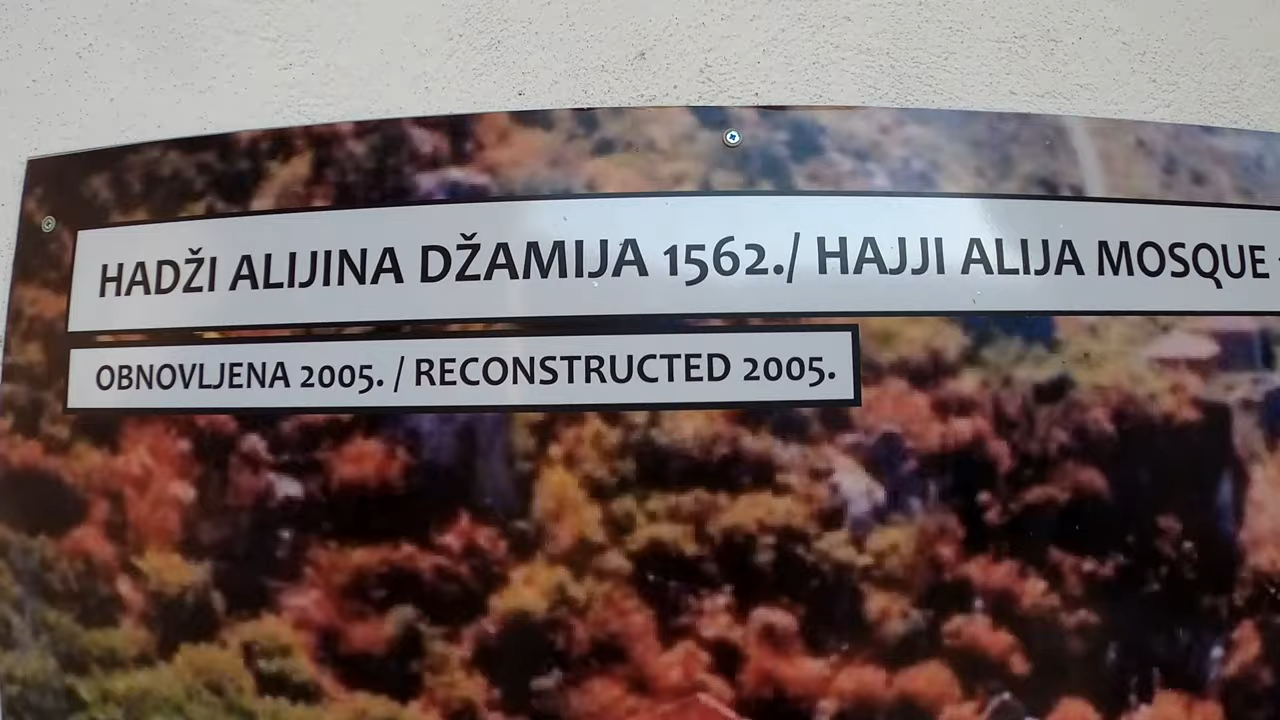 HADŽI ALIJINA DŽAMIJA 1562./ HAJJI ALIJA MOSQUE
OBNOVLJENA 2005. / RECONSTRUCTED 2005.